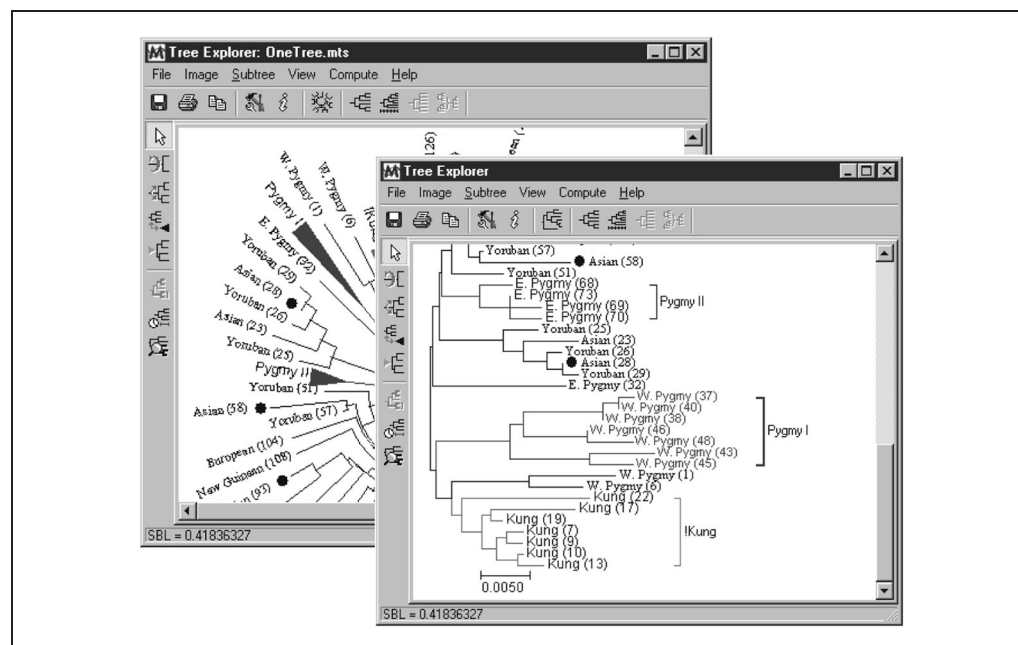 Tree Explorer: OneTree.mts
File Image Subtree View Compute Help
126)
W. Pygmy (1)
W. Pygmy (6)
Pygmy I
E. Pygmy (32)
Yoruban (29)
Asian (28)
Yoruban (26)
Asian (23)
Yoruban (25)
Pygmy II
Yoruban (51)
Asian (58)
Yoruban (57)
European (104)
New Guinean (108)
(95)
SBL = 0.41836327
Tree Explorer
File Image Subtree View Compute Help
Yoruban (57)
Asian (58)
Yoruban (51)
E. Pygmy (68)
E. Pygmy (73)
E. Pygmy (69)
E. Pygmy (70)
Pygmy II
Yoruban (25)
Asian (23)
Yoruban (26)
Asian (28)
Yoruban (29)
E. Pygmy (32)
W. Pygmy (37)
W. Pygmy (40)
W. Pygmy (38)
W. Pygmy (46)
W. Pygmy (48)
W. Pygmy (43)
W. Pygmy (45)
Pygmy I
W. Pygmy (1)
W. Pygmy (6)
Kung (22)
Kung (17)
Kung (19)
Kung (7)
Kung (9)
Kung (10)
Kung (13)
!Kung
0.0050
SBL = 0.41836327